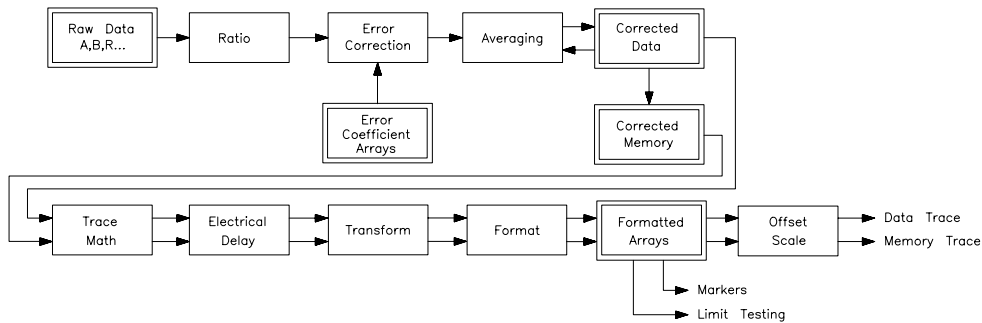 Raw Data
A,B,R...
Ratio
Error
Correction
Averaging
Corrected
Data
Error
Coefficient
Arrays
Corrected
Memory
Trace
Math
Electrical
Delay
Transform
Format
Formatted
Arrays
Offset
Scale
Data Trace
Memory Trace
Markers
Limit Testing